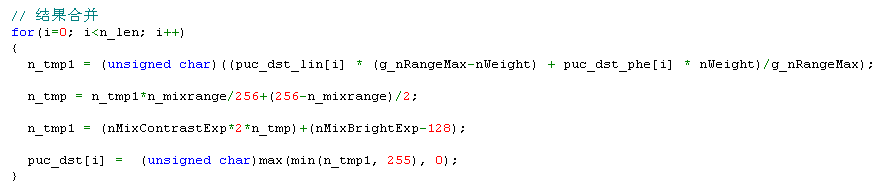 // 结果合并
for(i=0; i<n_len; i++)
{
n_tmp1 = (unsigned char)((puc_dst_lin[i] * (g_nRangeMax-nWeight) + puc_dst_phe[i] * nWeight)/g_nRangeMax);
n_tmp = n_tmp1*n_mixrange/256+(256-n_mixrange)/2;
n_tmp1 = (nMixContrastExp*2*n_tmp)+(nMixBrightExp-128);
puc_dst[i] =  (unsigned char)max(min(n_tmp1, 255), 0);
}